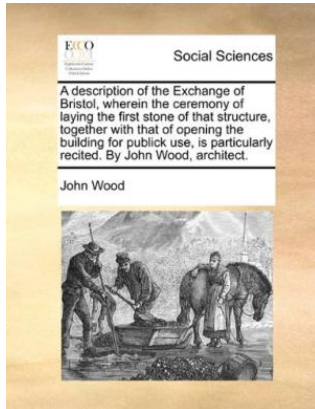 ECCO
Social Sciences
A description of the Exchange of
Bristol, wherein the ceremony of
laying the first stone of that structure,
together with that of opening the
building for publick use, is particularly
recited. By John Wood, architect.
John Wood